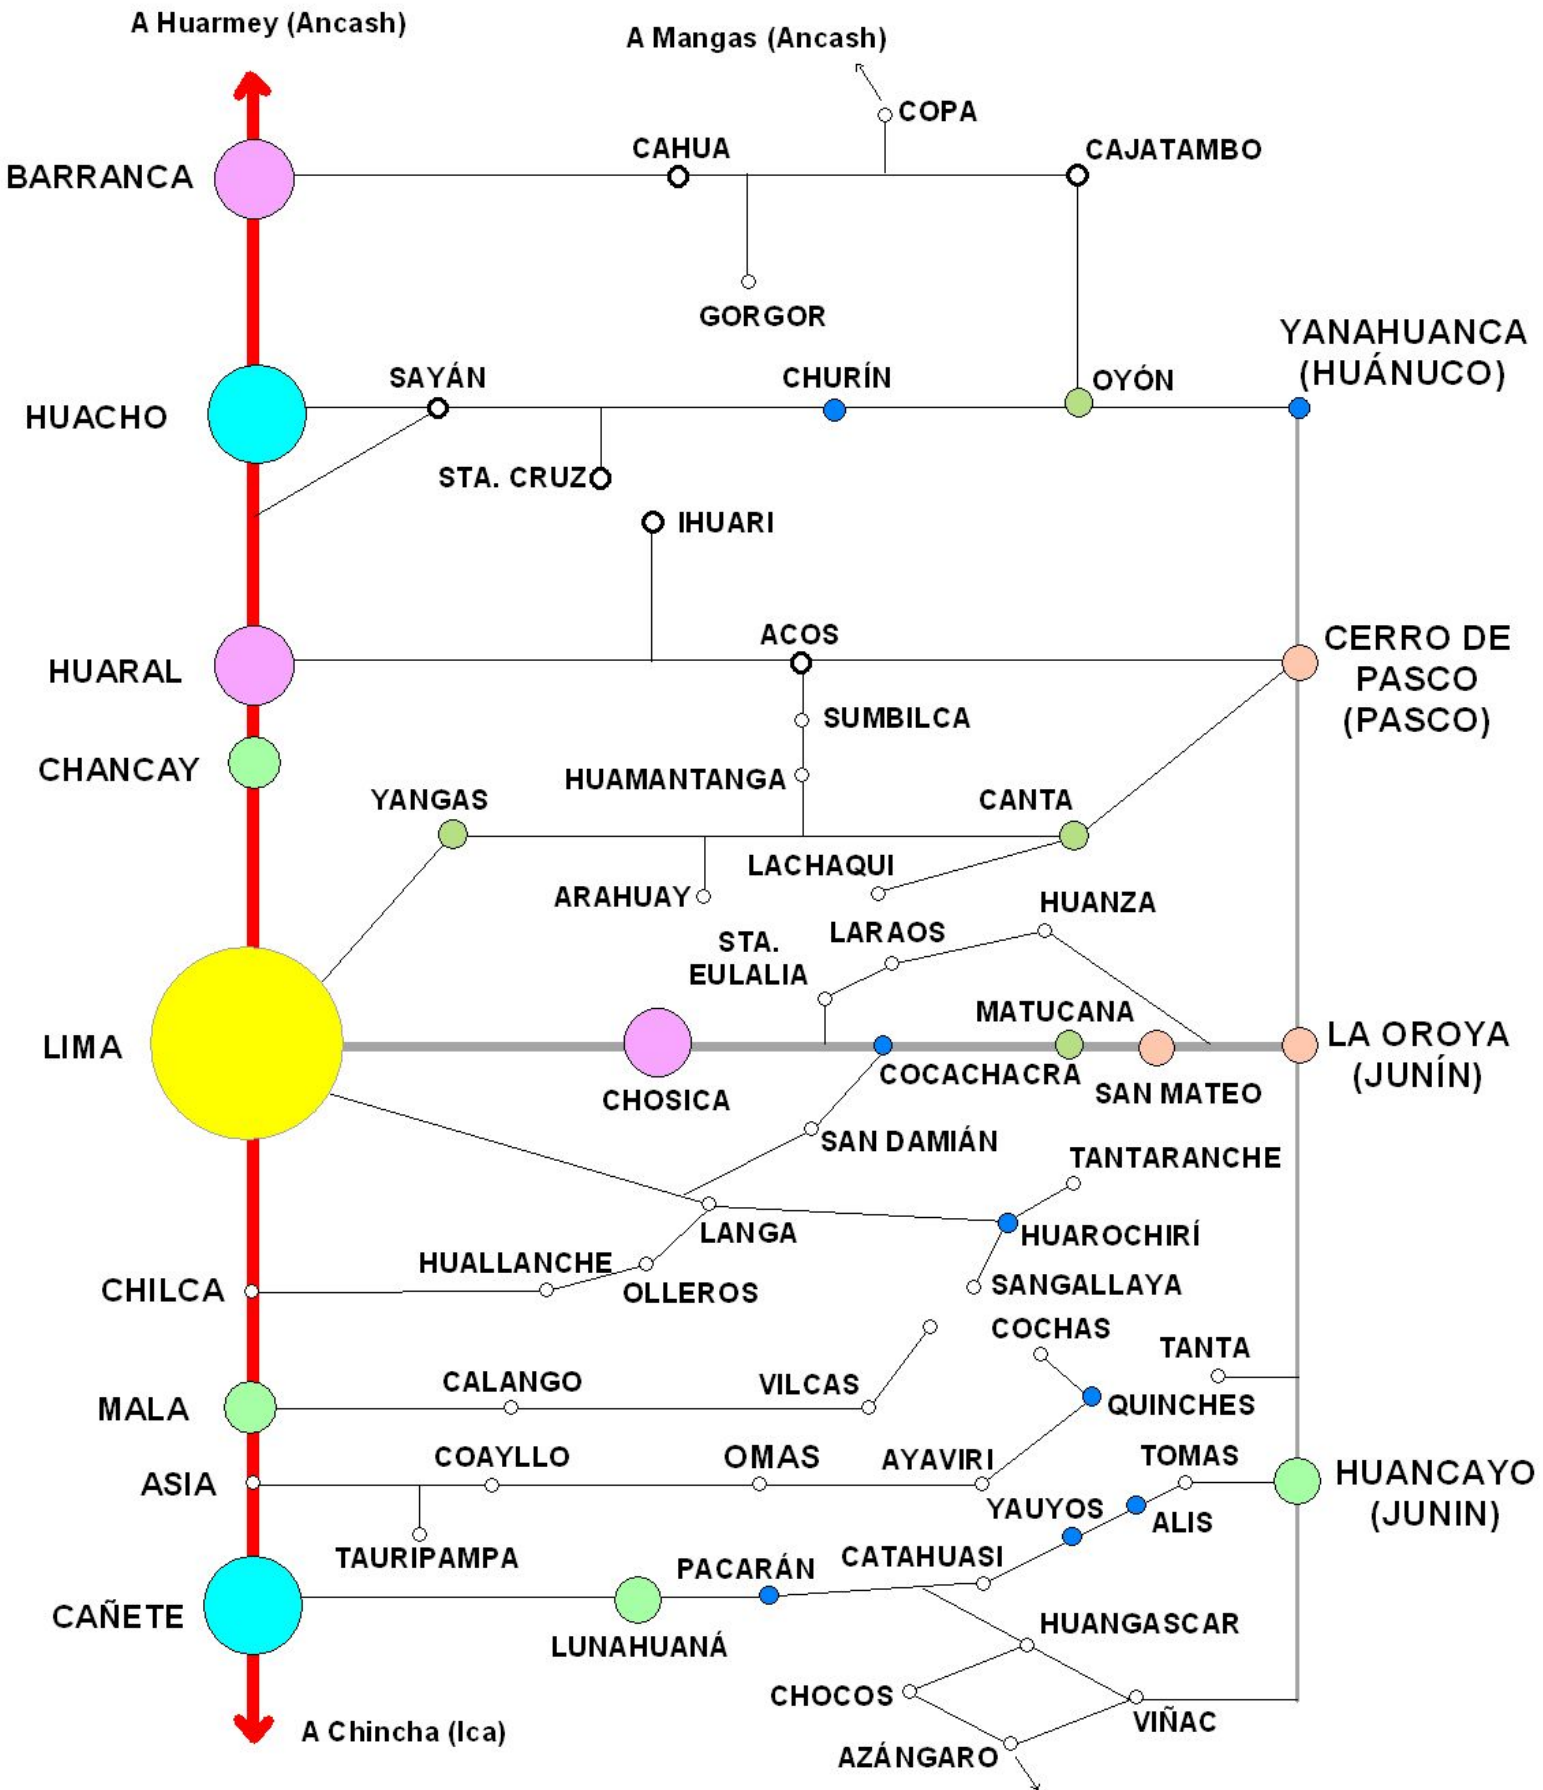 A Huarmey (Ancash)
A Mangas (Ancash)
COPA
CAHUA
CAJATAMBO
BARRANCA
GORGOR
YANAHUANCA
(HUÁNUCO)
SAYÁN
CHURÍN
OYÓN
HUACHO
STA. CRUZ
IHUARI
ACOS
CERRO DE
PASCO
(PASCO)
HUARAL
SUMBILCA
CHANCAY
HUAMANTANGA
YANGAS
CANTA
LACHAQUI
ARAHUAY
HUANZA
LARAOS
STA.
EULALIA
MATUCANA
LIMA
LA OROYA
(JUNÍN)
COCACHACRA
SAN MATEO
CHOSICA
SAN DAMIÁN
TANTARANCHE
LANGA
HUAROCHIRÍ
HUALLANCHE
CHILCA
OLLEROS
SANGALLAYA
COCHAS
TANTA
CALANGO
VILCAS
MALA
QUINCHES
COAYLLO
OMAS
AYAVIRI
TOMAS
ASIA
HUANCAYO
(JUNIN)
YAUYOS
ALIS
TAURIPAMPA
PACARÁN
CATAHUASI
CAÑETE
LUNAHUANÁ
HUANGASCAR
CHOCOS
VIÑAC
A Chincha (Ica)
AZÁNGARO